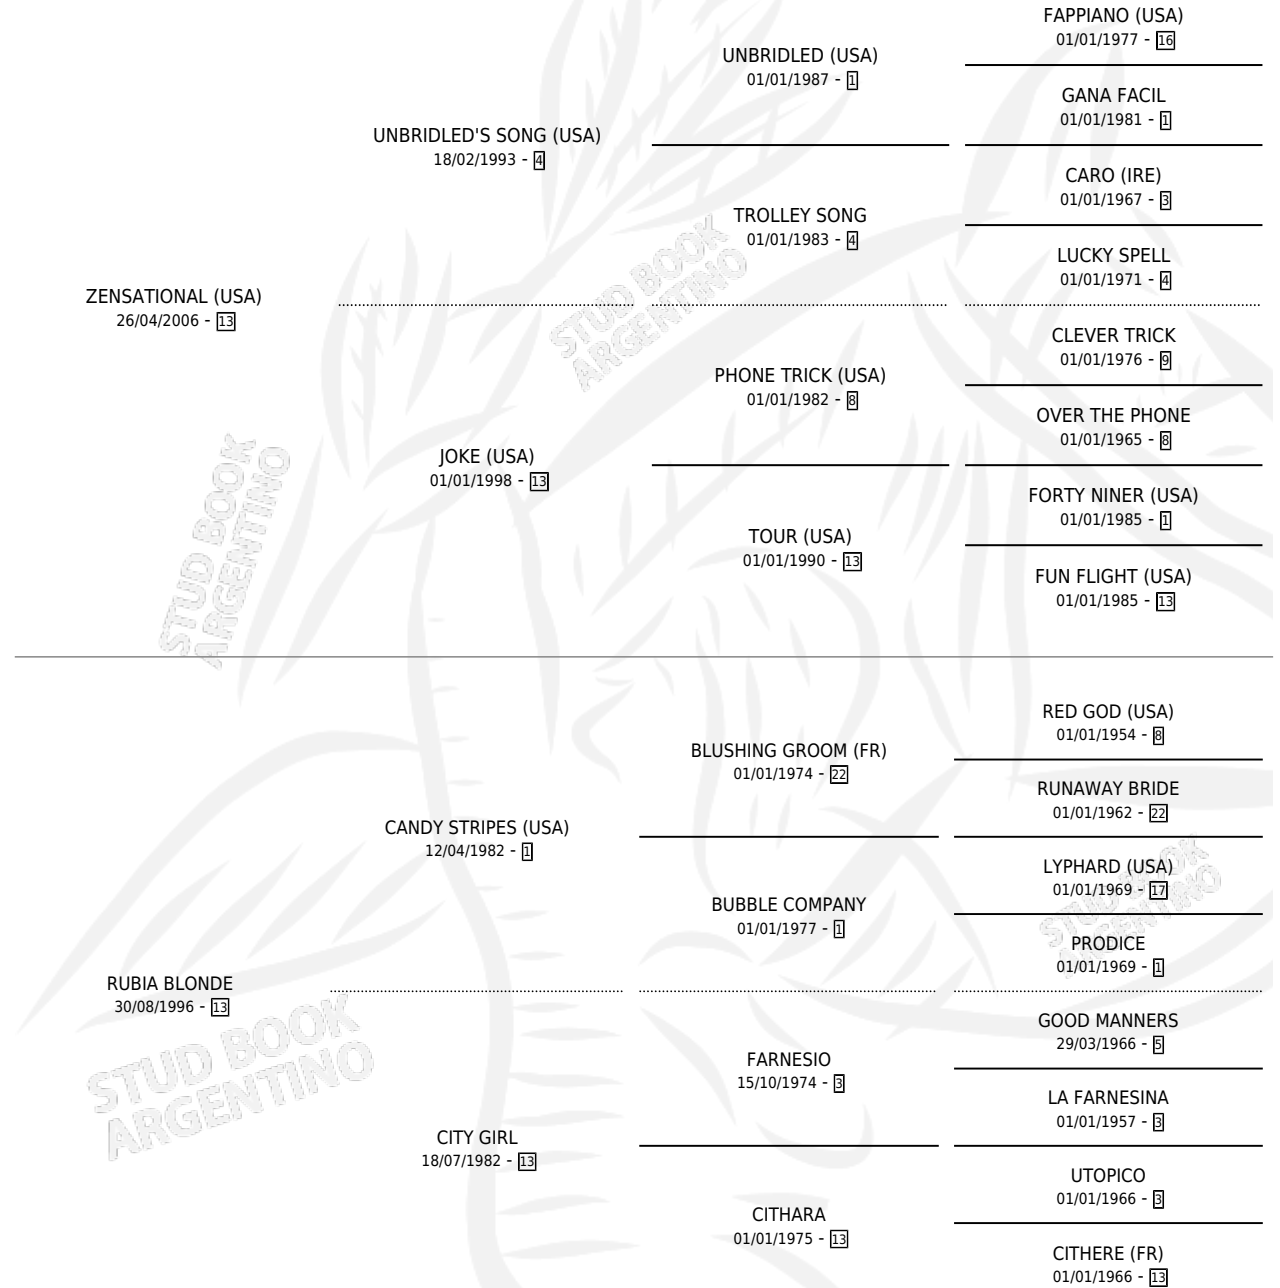 FAPPIANO (USA)
01/01/1977 - 16
UNBRIDLED (USA)
01/01/1987 - 1
GANA FACIL
01/01/1981 - 1
UNBRIDLED'S SONG (USA)
18/02/1993 - 4
CARO (IRE)
01/01/1967 - 3
TROLLEY SONG
01/01/1983 - 4
LUCKY SPELL
01/01/1971 - 4
ZENSATIONAL (USA)
26/04/2006 - 13
STUD BOOK
ARGENTINO
CLEVER TRICK
01/01/1976 - 9
PHONE TRICK (USA)
01/01/1982 - 8
OVER THE PHONE
01/01/1965 - 8
JOKE (USA)
01/01/1998 - 13
FORTY NINER (USA)
01/01/1985 - 1
TOUR (USA)
01/01/1990 - 13
FUN FLIGHT (USA)
01/01/1985 - 13
STUD BOOK
ARGENTINO
RED GOD (USA)
01/01/1954 - 8
BLUSHING GROOM (FR)
01/01/1974 - 22
RUNAWAY BRIDE
01/01/1962 - 22
CANDY STRIPES (USA)
12/04/1982 - 1
LYPHARD (USA)
01/01/1969 - 17
BUBBLE COMPANY
01/01/1977 - 1
STUD BOOK
ARGENTINO
PRODICE
01/01/1969 - 1
RUBIA BLONDE
30/08/1996 - 13
GOOD MANNERS
29/03/1966 - 5
FARNESIO
15/10/1974 - 3
STUD BOOK
ARGENTINO
LA FARNESINA
01/01/1957 - 3
CITY GIRL
18/07/1982 - 13
UTOPICO
01/01/1966 - 3
CITHARA
01/01/1975 - 13
CITHERE (FR)
01/01/1966 - 13